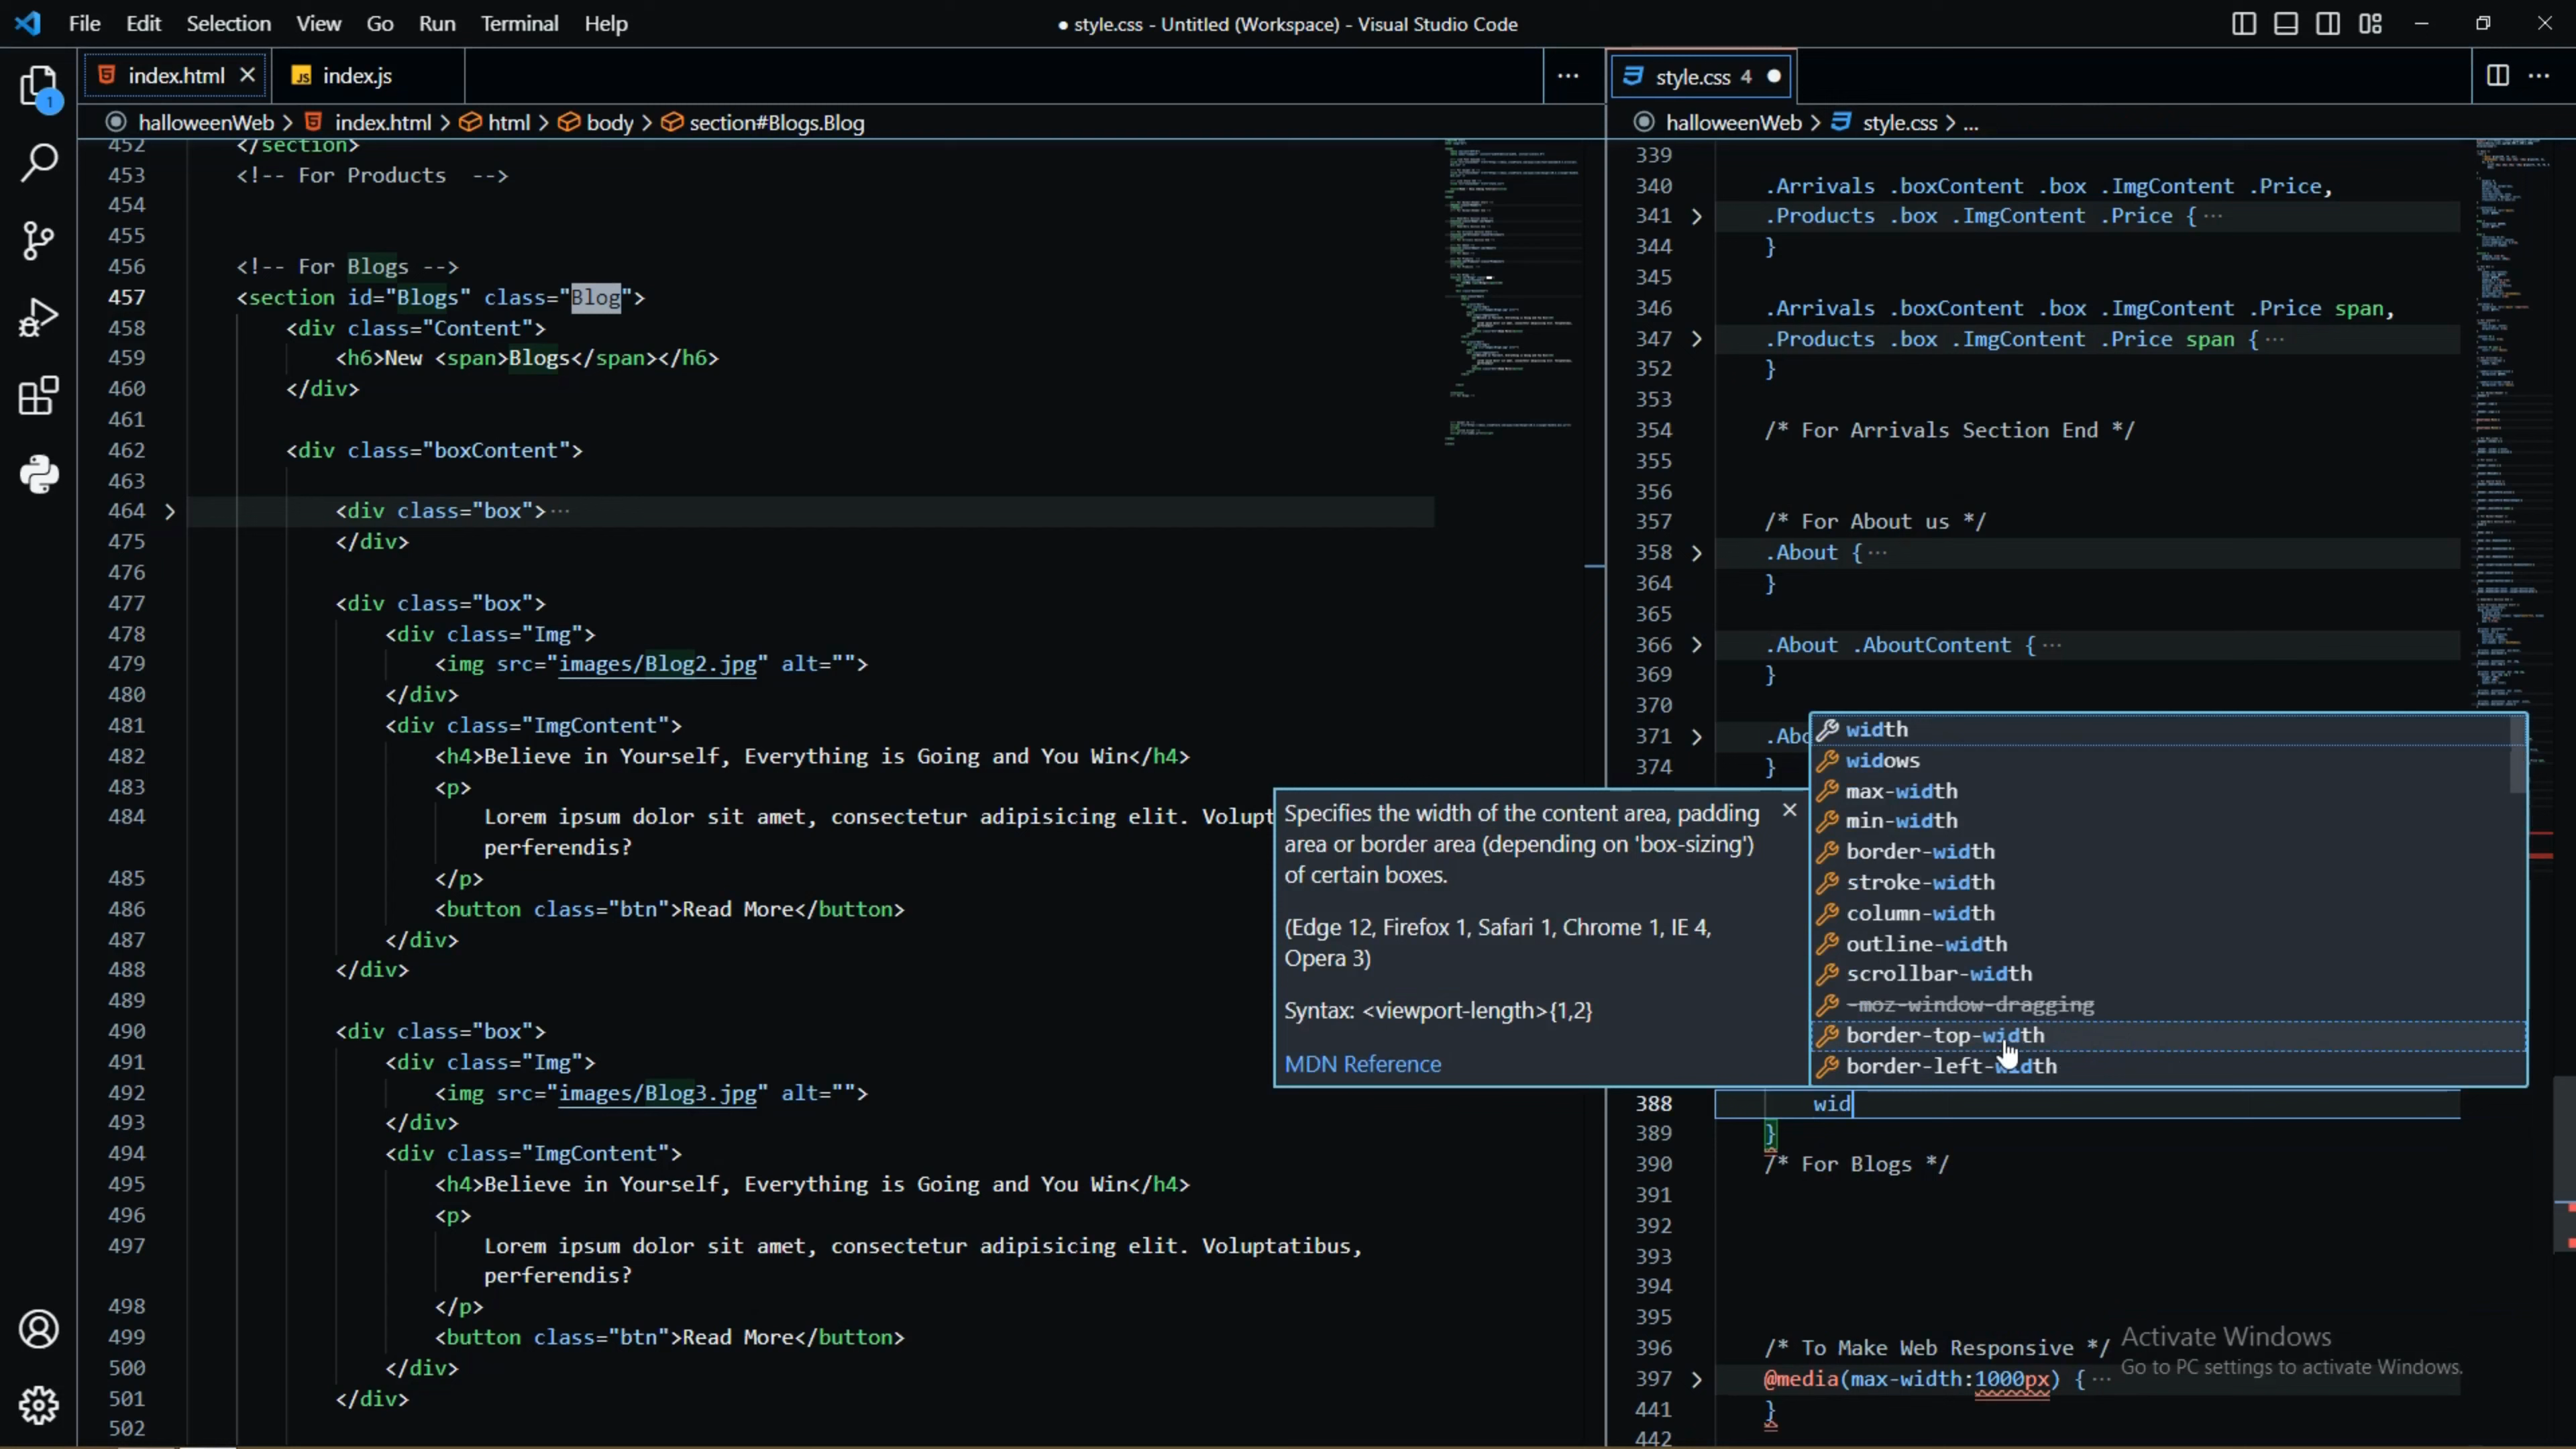 File Edit Selection View Go Run Terminal Help
● style.css - Untitled (Workspace) - Visual Studio Code
1
index.html
JS index.js
halloweenWeb > index.html > html > body > section#Blogs.Blog
452 </section>
453 <!-- For Products -->
454
455
456 <!-- For Blogs -->
457 <section id="Blogs" class="Blog">
458 <div class="Content">
459 <h6>New <span>Blogs</span></h6>
460 </div>
461
462 <div class="boxContent">
463
464 <div class="box">…
475 </div>
476
477 <div class="box">
478 <div class="Img">
479 <img src="images/Blog2.jpg" alt="">
480 </div>
481 <div class="ImgContent">
482 <h4>Believe in Yourself, Everything is Going and You Win</h4>
483 <p>
484 Lorem ipsum dolor sit amet, consectetur adipisicing elit. Volupt
perferendis?
485 </p>
486 <button class="btn">Read More</button>
487 </div>
488 </div>
489
490 <div class="box">
491 <div class="Img">
492 <img src="images/Blog3.jpg" alt="">
493 </div>
494 <div class="ImgContent">
495 <h4>Believe in Yourself, Everything is Going and You Win</h4>
496 <p>
497 Lorem ipsum dolor sit amet, consectetur adipisicing elit. Voluptatibus,
perferendis?
498 </p>
499 <button class="btn">Read More</button>
500 </div>
501 </div>
502
style.css 4
halloweenWeb > style.css > ...
339
340 .Arrivals .boxContent .box .ImgContent .Price,
341 .Products .box .ImgContent .Price {…
344 }
345
346 .Arrivals .boxContent .box .ImgContent .Price span,
347 .Products .box .ImgContent .Price span {…
352 }
353
354 /* For Arrivals Section End */
355
356
357 /* For About us */
358 .About {…
364 }
365
366 .About .AboutContent {…
369 }
370
371 .Abo
374 }
width
widows
max-width
min-width
border-width
stroke-width
column-width
outline-width
scrollbar-width
-moz-window-dragging
border-top-width
border-left-width
Specifies the width of the content area, padding
area or border area (depending on 'box-sizing')
of certain boxes.
(Edge 12, Firefox 1, Safari 1, Chrome 1, IE 4,
Opera 3)
Syntax: <viewport-length>{1,2}
MDN Reference
388 wid
389 }
390 /* For Blogs */
391
392
393
394
395
396 /* To Make Web Responsive */
397 @media(max-width:1000px) {…
441 }
442
Activate Windows
Go to PC settings to activate Windows.